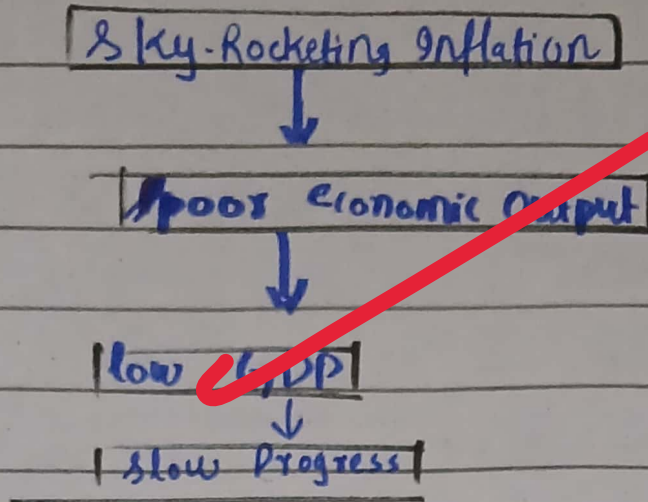 Sky-Rocketing Inflation
poor economic output
low GDP
Slow Progress